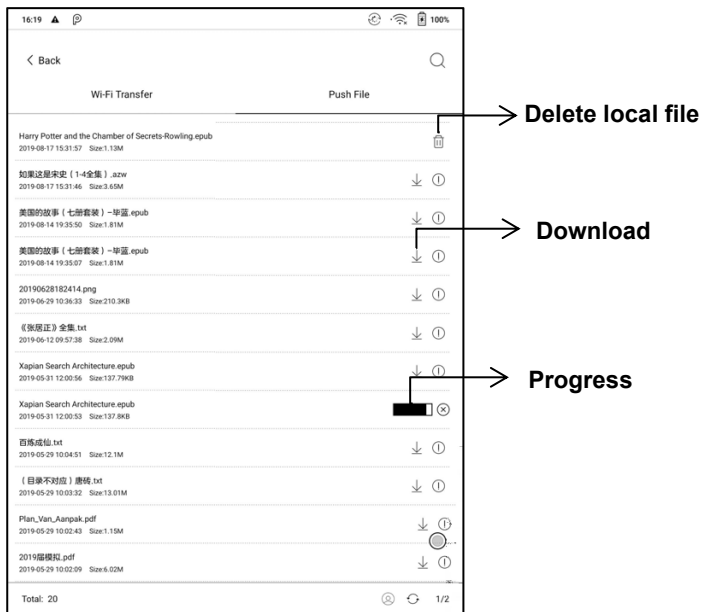 16:19
100%
Back
Wi-Fi Transfer
Push File
Harry Potter and the Chamber of Secrets-Rowling.epub
2019-08-17 15:31:57 Size:1.13M
Delete local file
如果这是宋史（1-4全集）.azw
2019-08-17 15:31:46 Size:3.65M
美国的故事（七册套装）–毕蓝.epub
2019-08-14 19:35:50 Size:1.81M
美国的故事（七册套装）–毕蓝.epub
2019-08-14 19:35:07 Size:1.81M
Download
20190628182414.png
2019-06-29 10:36:33 Size:210.3KB
《张居正》全集.txt
2019-06-12 09:57:38 Size:2.09M
Xapian Search Architecture.epub
2019-05-31 12:00:56 Size:137.79KB
Progress
Xapian Search Architecture.epub
2019-05-31 12:00:53 Size:137.8KB
百炼成仙.txt
2019-05-29 10:04:51 Size:12.1M
（目录不对应）唐砖.txt
2019-05-29 10:03:32 Size:13.01M
Plan_Van_Aanpak.pdf
2019-05-29 10:02:43 Size:1.15M
2019届模拟.pdf
2019-05-29 10:02:09 Size:6.02M
Total: 20
1/2